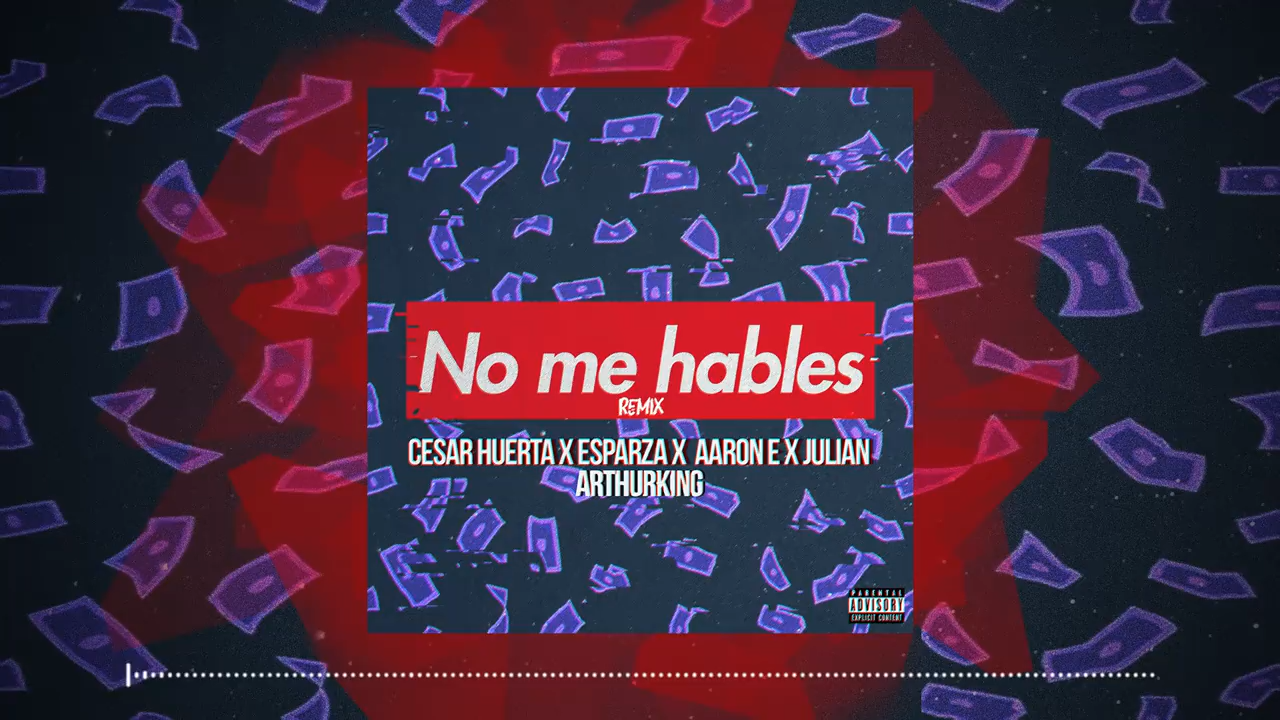 No me hables
REMIX
CESAR HUERTA X ESPARZA X AARON E X JULIAN
ARTHURKING
PARENTAL
ADVISORY
EXPLICIT CONTENT